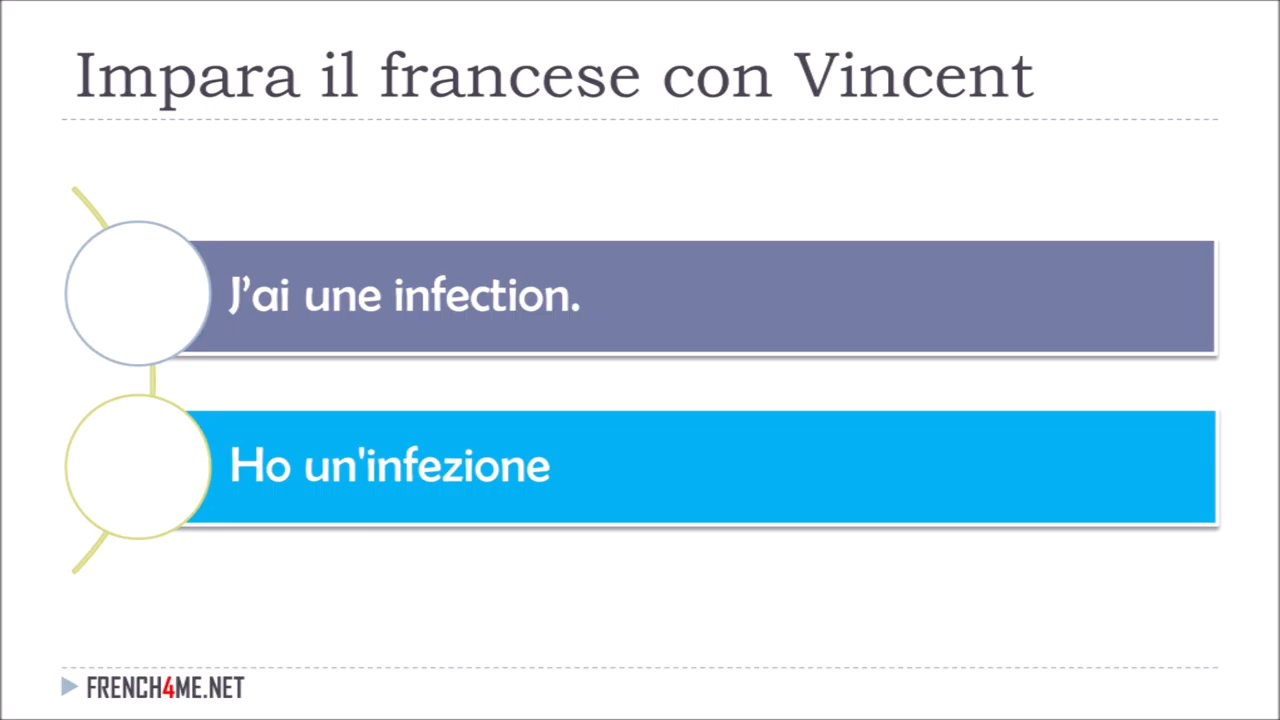 Impara il francese con Vincent
J’ai une infection.
Ho un'infezione
FRENCH4ME.NET